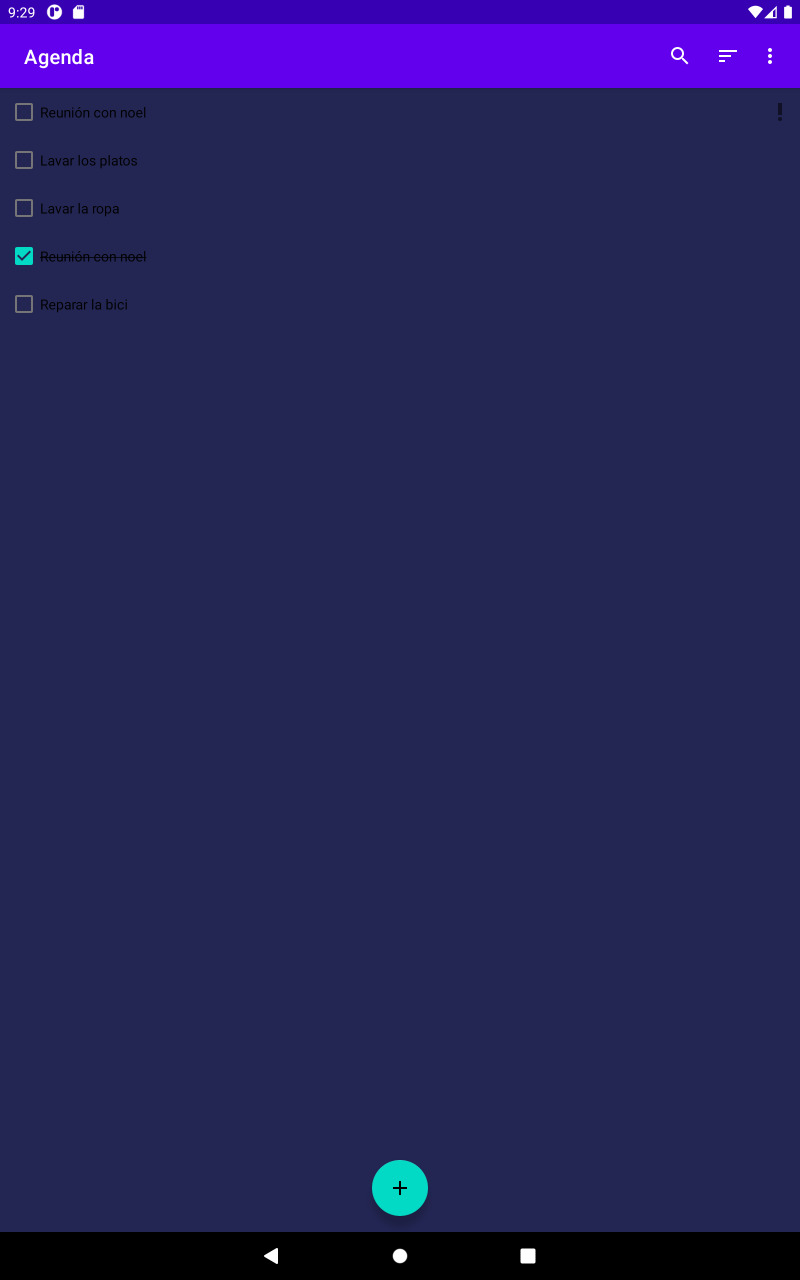 9:29
Agenda
Reunión con noel
Lavar los platos
Lavar la ropa
Reunión con noel
Reparar la bici